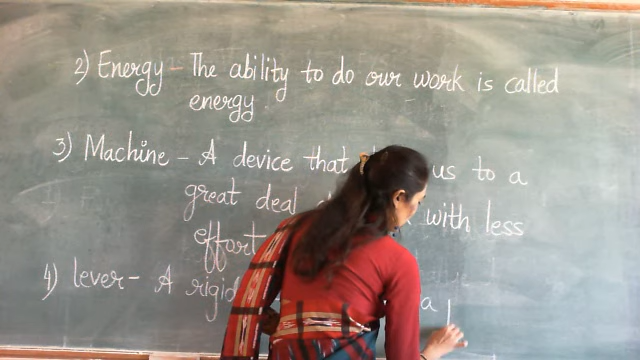 2) Energy - The ability to do our work is called
energy.
3) Machine - A device that us to a
great deal with less
effort
4) lever - A rigid a